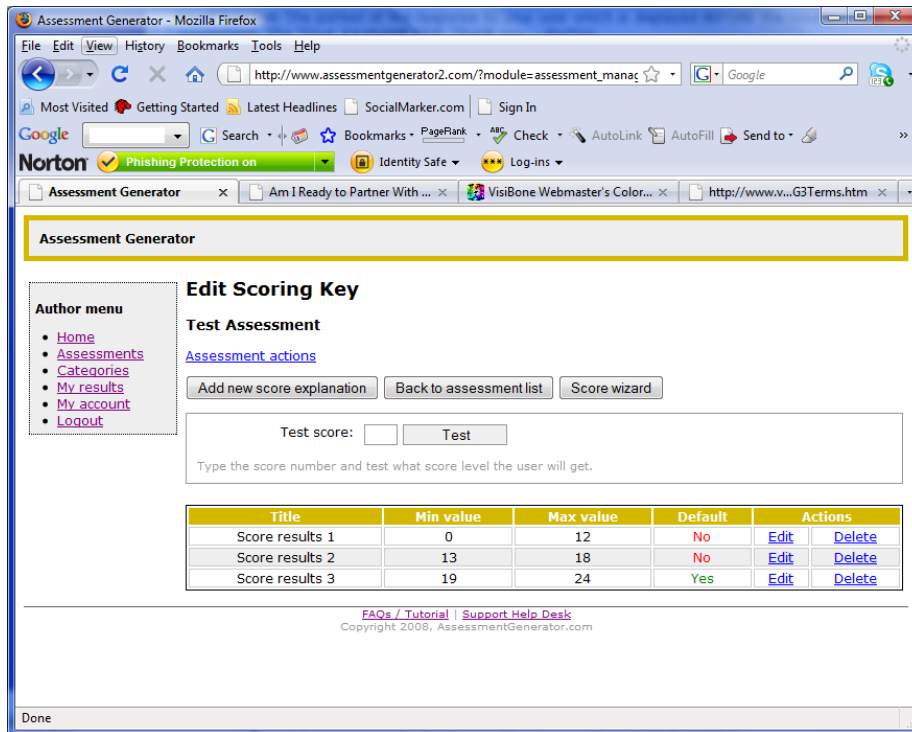 Assessment Generator - Mozilla Firefox
File Edit View History Bookmarks Tools Help
http://www.assessmentgenerator2.com/?module=assessment_manag
Google
Most Visited Getting Started Latest Headlines SocialMarker.com Sign In
Google Search Bookmarks PageRank Check AutoLink AutoFill Send to
Norton Phishing Protection on Identity Safe Log-ins
Assessment Generator Am I Ready to Partner With ... VisiBone Webmaster's Color... http://www.v...G3Terms.htm
Assessment Generator
Edit Scoring Key
Author menu
Home
Assessments
Categories
My results
My account
Logout
Test Assessment
Assessment actions
Add new score explanation Back to assessment list Score wizard
Test score: Test
Type the score number and test what score level the user will get.
Title Min value Max value Default Actions
Score results 1 0 12 No Edit Delete
Score results 2 13 18 No Edit Delete
Score results 3 19 24 Yes Edit Delete
FAQs / Tutorial | Support Help Desk
Copyright 2008, AssessmentGenerator.com
Done